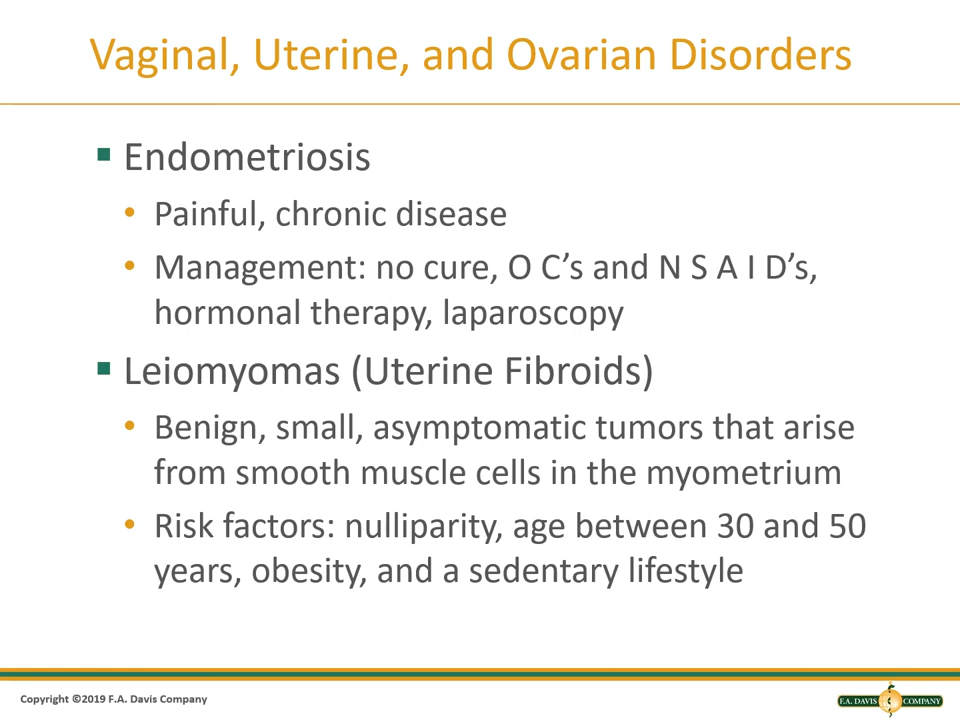 Vaginal, Uterine, and Ovarian Disorders
Endometriosis
Painful, chronic disease
Management: no cure, O C’s and N S A I D’s,
hormonal therapy, laparoscopy
Leiomyomas (Uterine Fibroids)
Benign, small, asymptomatic tumors that arise
from smooth muscle cells in the myometrium
Risk factors: nulliparity, age between 30 and 50
years, obesity, and a sedentary lifestyle
Copyright ©2019 F.A. Davis Company
F.A. DAVIS COMPANY